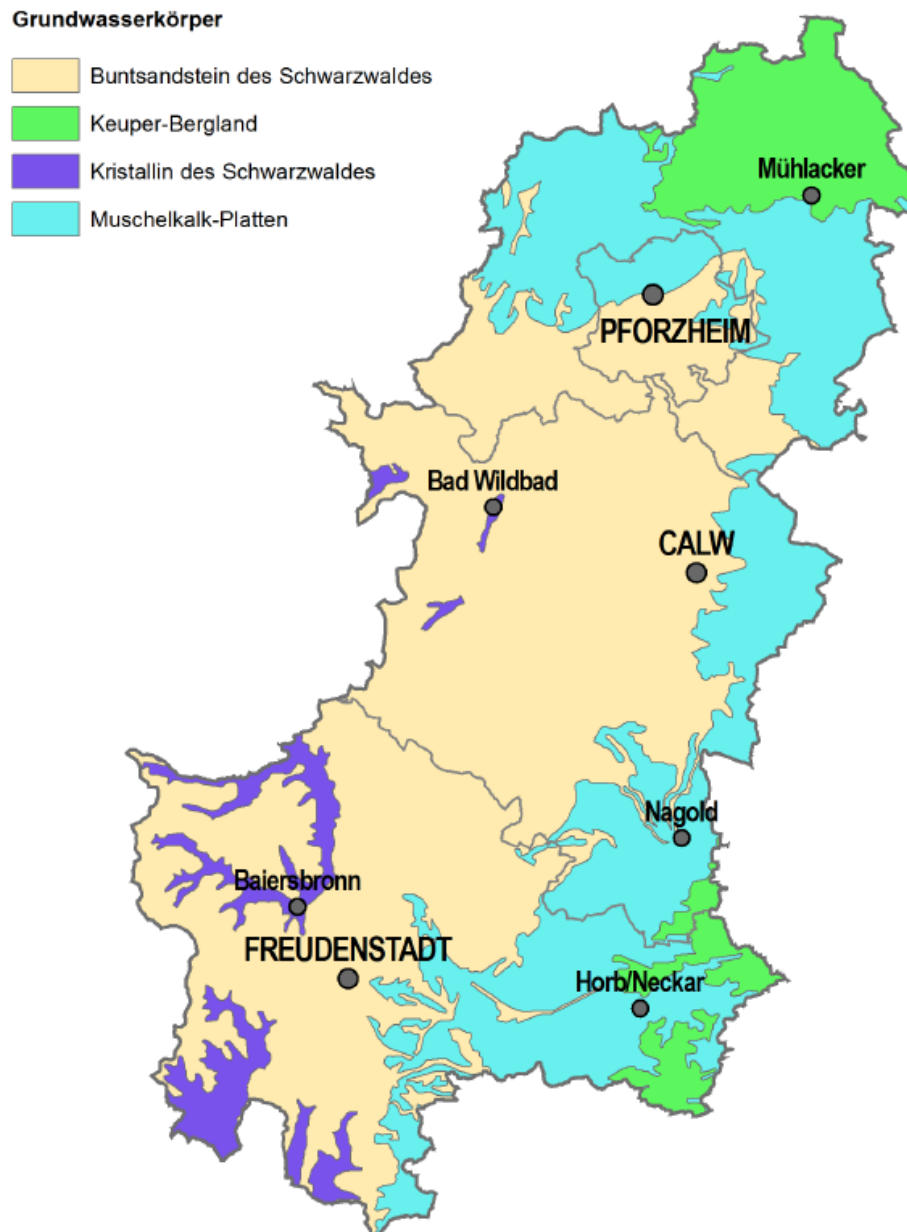 Grundwasserkörper
Buntsandstein des Schwarzwaldes
Keuper-Bergland
Kristallin des Schwarzwaldes
Muschelkalk-Platten
Mühlacker
PFORZHEIM
Bad Wildbad
CALW
Nagold
Baiersbronn
FREUDENSTADT
Horb/Neckar